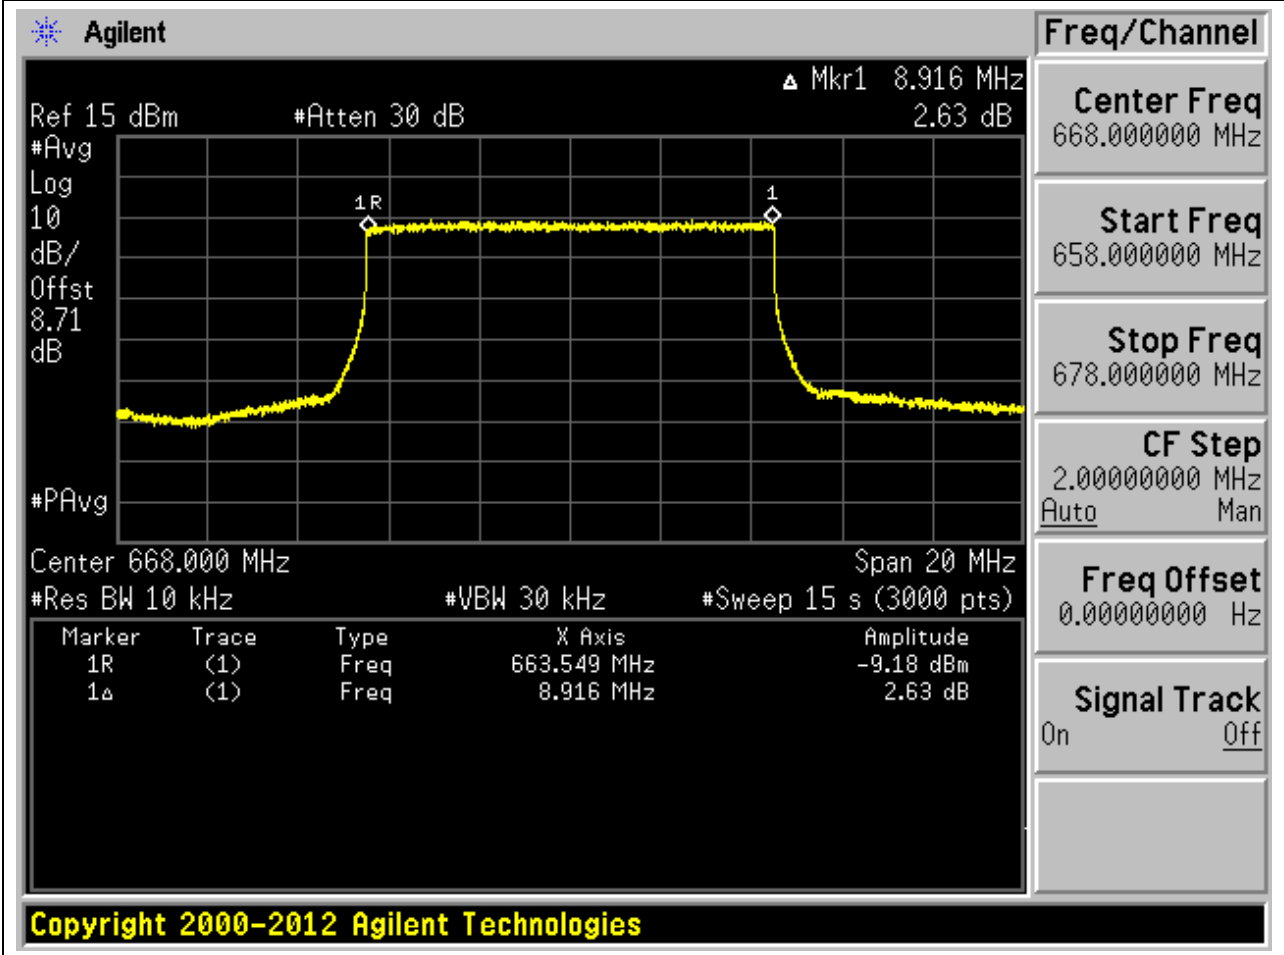 Agilent
Freq/Channel
Δ Mkr1 8.916 MHz
Ref 15 dBm #Atten 30 dB 2.63 dB
#Avg
Log
10
dB/
Offst
8.71
dB
1R
1
#PAvg
Center 668.000 MHz Span 20 MHz
#Res BW 10 kHz #VBW 30 kHz #Sweep 15 s (3000 pts)
Marker Trace Type X Axis Amplitude
1R (1) Freq 663.549 MHz -9.18 dBm
1Δ (1) Freq 8.916 MHz 2.63 dB
Center Freq
668.000000 MHz
Start Freq
658.000000 MHz
Stop Freq
678.000000 MHz
CF Step
2.00000000 MHz
Auto Man
Freq Offset
0.00000000 Hz
Signal Track
On Off
Copyright 2000-2012 Agilent Technologies